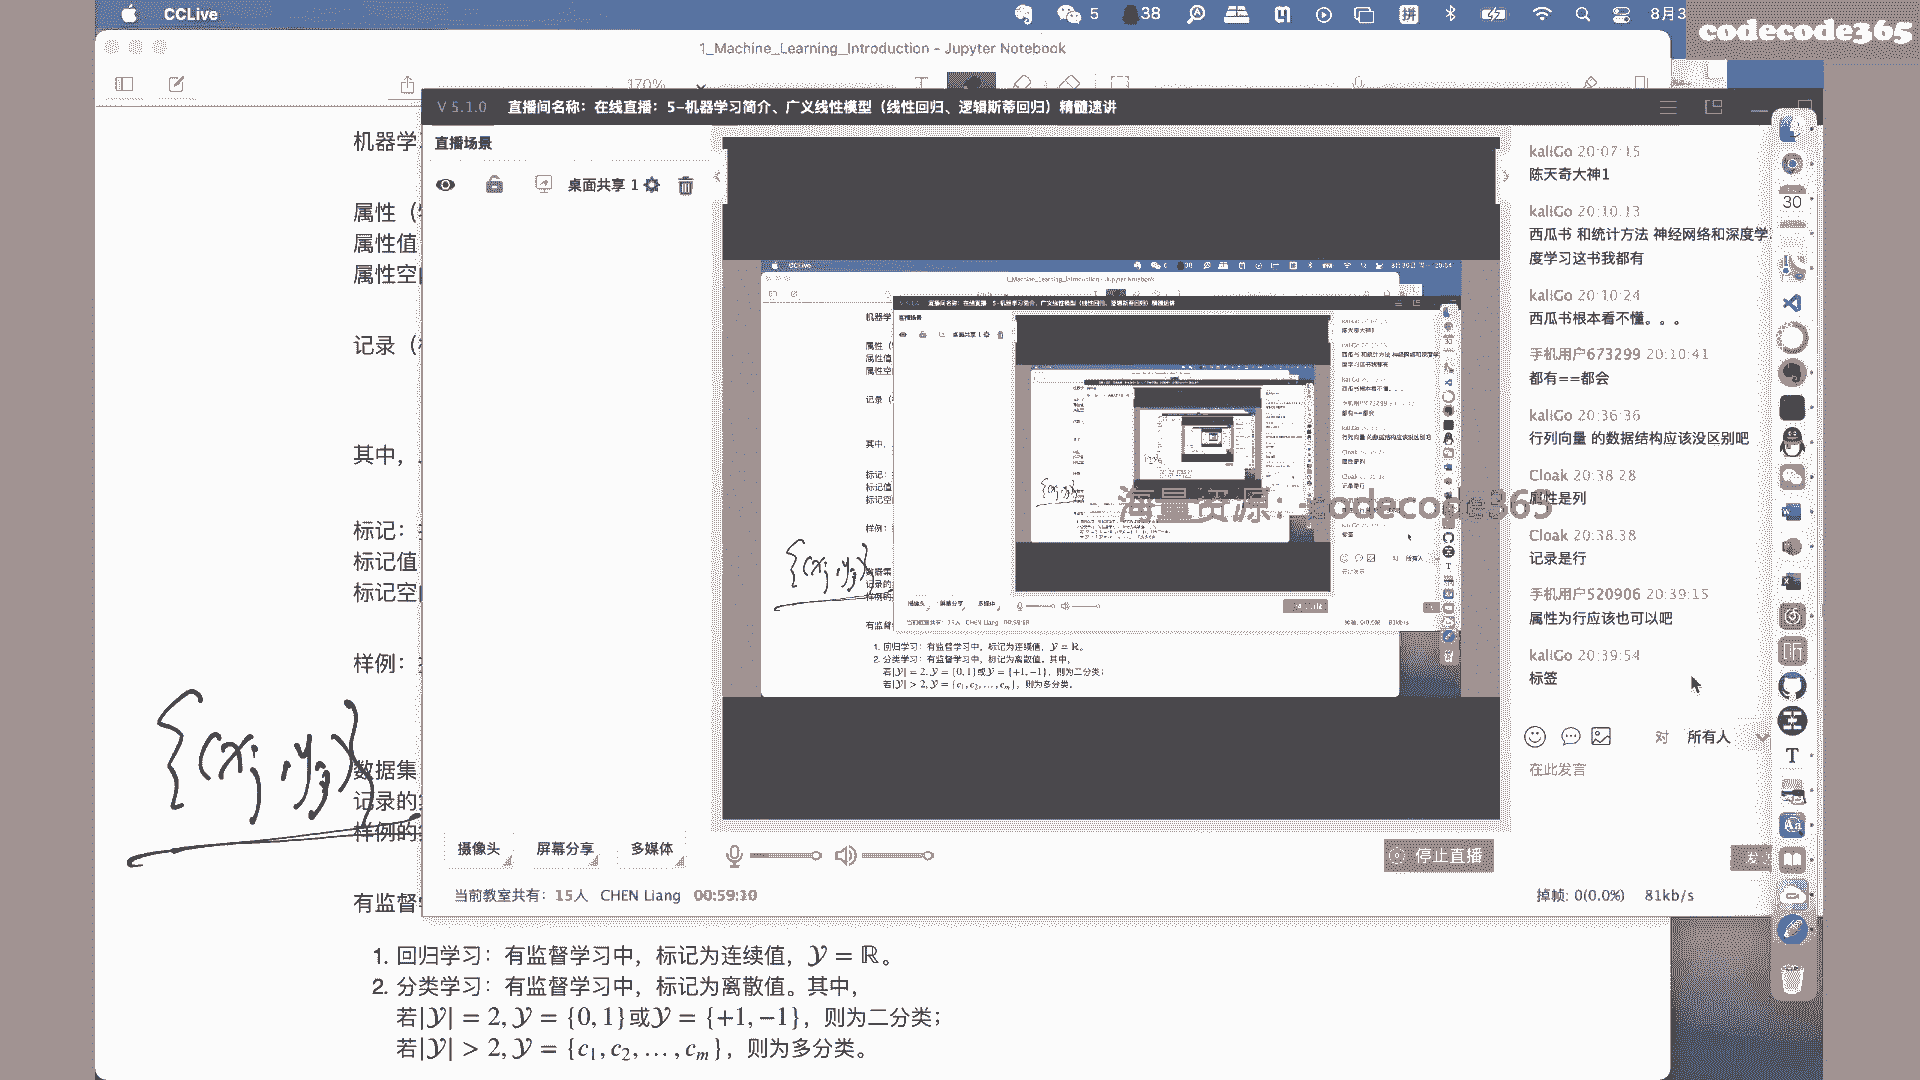 CCLive
5
38
8月3
codecode365
1_Machine_Learning_Introduction - Jupyter Notebook
170%
V 5.1.0 直播间名称：在线直播：5-机器学习简介、广义线性模型（线性回归、逻辑斯蒂回归）精髓速讲
直播场景
桌面共享 1
机器学
属性（
属性值
属性空
记录（
其中，
标记：
标记值
标记空
样例：
{(xj ,yj)}
数据集
记录的
样例的
有监督
1. 回归学习：有监督学习中，标记为连续值，𝒴 = ℝ。
2. 分类学习：有监督学习中，标记为离散值。其中，
若|𝒴| = 2, 𝒴 = {0, 1}或𝒴 = {+1, −1}，则为二分类；
若|𝒴| > 2, 𝒴 = {c₁, c₂, … , cₘ}，则为多分类。
kaliGo 20:07:15
陈天奇大神1
kaliGo 20:10:13
西瓜书 和统计方法 神经网络和深度学
度学习这书我都有
kaliGo 20:10:24
西瓜书根本看不懂。。。
手机用户673299 20:10:41
都有==都会
kaliGo 20:36:36
行列向量 的数据结构应该没区别吧
Cloak 20:38:28
属性是列
Cloak 20:38:38
记录是行
手机用户520906 20:39:15
属性为行应该也可以吧
kaliGo 20:39:54
标签
海量资源：codecode365
对 所有人
在此发言
发
摄像头 屏幕分享 多媒体
停止直播
当前教室共有：15人 CHEN Liang 00:59:10
掉帧: 0(0.0%) 81kb/s
30